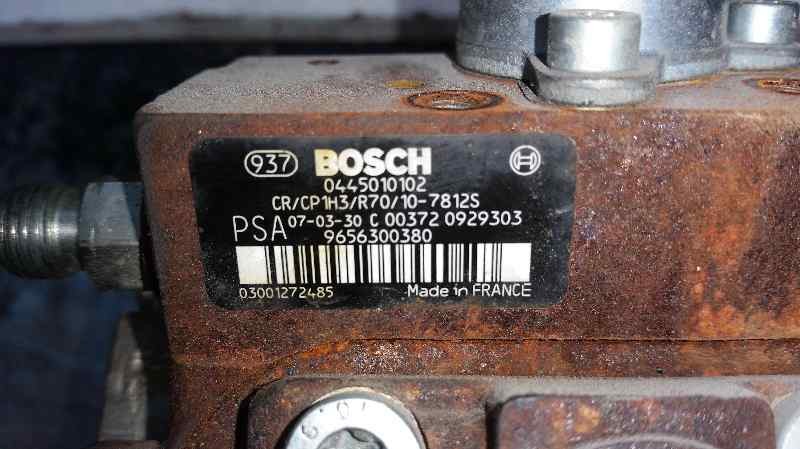 937 BOSCH
0445010102
CR/CP1H3/R70/10-7812S
PSA 07-03-30 C 00372 0929303
9656300380
03001272485 Made in FRANCE